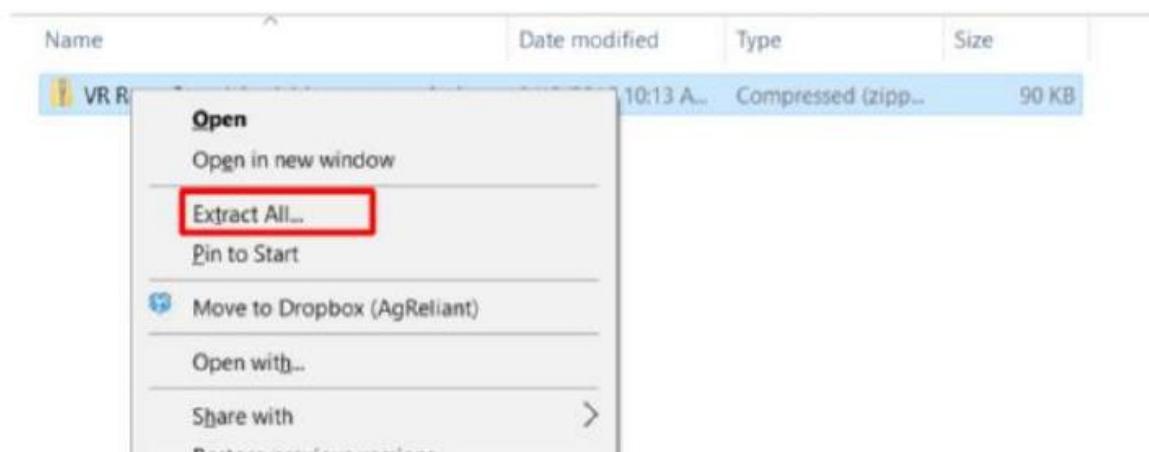 Name Date modified Type Size
VR R 10:13 A... Compressed (zipp... 90 KB
Open
Open in new window
Extract All...
Pin to Start
Move to Dropbox (AgReliant)
Open with...
Share with